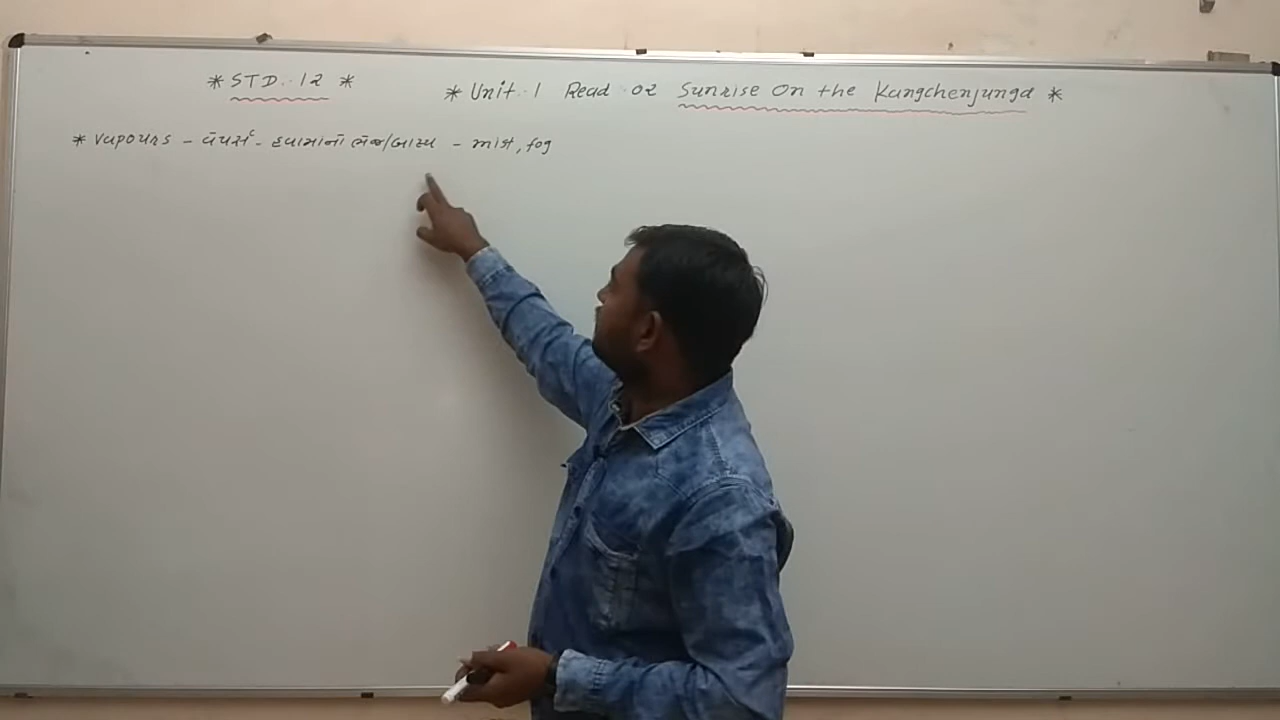 * STD. 12 * * Unit. 1 Read. 02 Sunrise On the Kangchenjunga *
* Vapours - વેપર્સ - હવામાંનો ભેજ/બાષ્પ - mist, fog